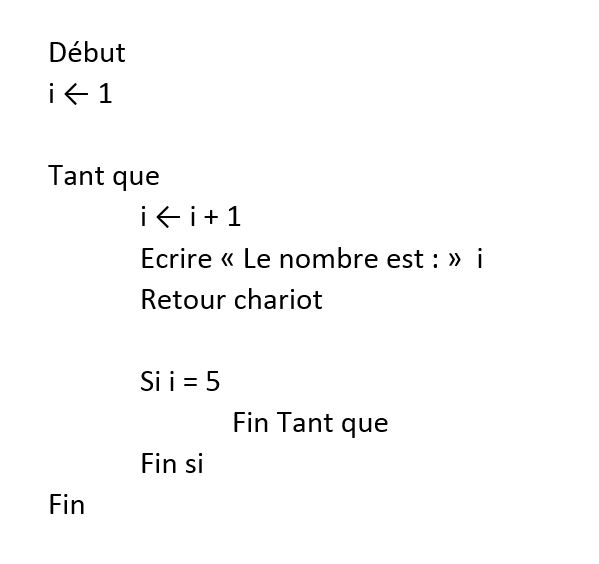 Début
i ← 1
Tant que
i ← i + 1
Ecrire « Le nombre est : »  i
Retour chariot
Si i = 5
Fin Tant que
Fin si
Fin